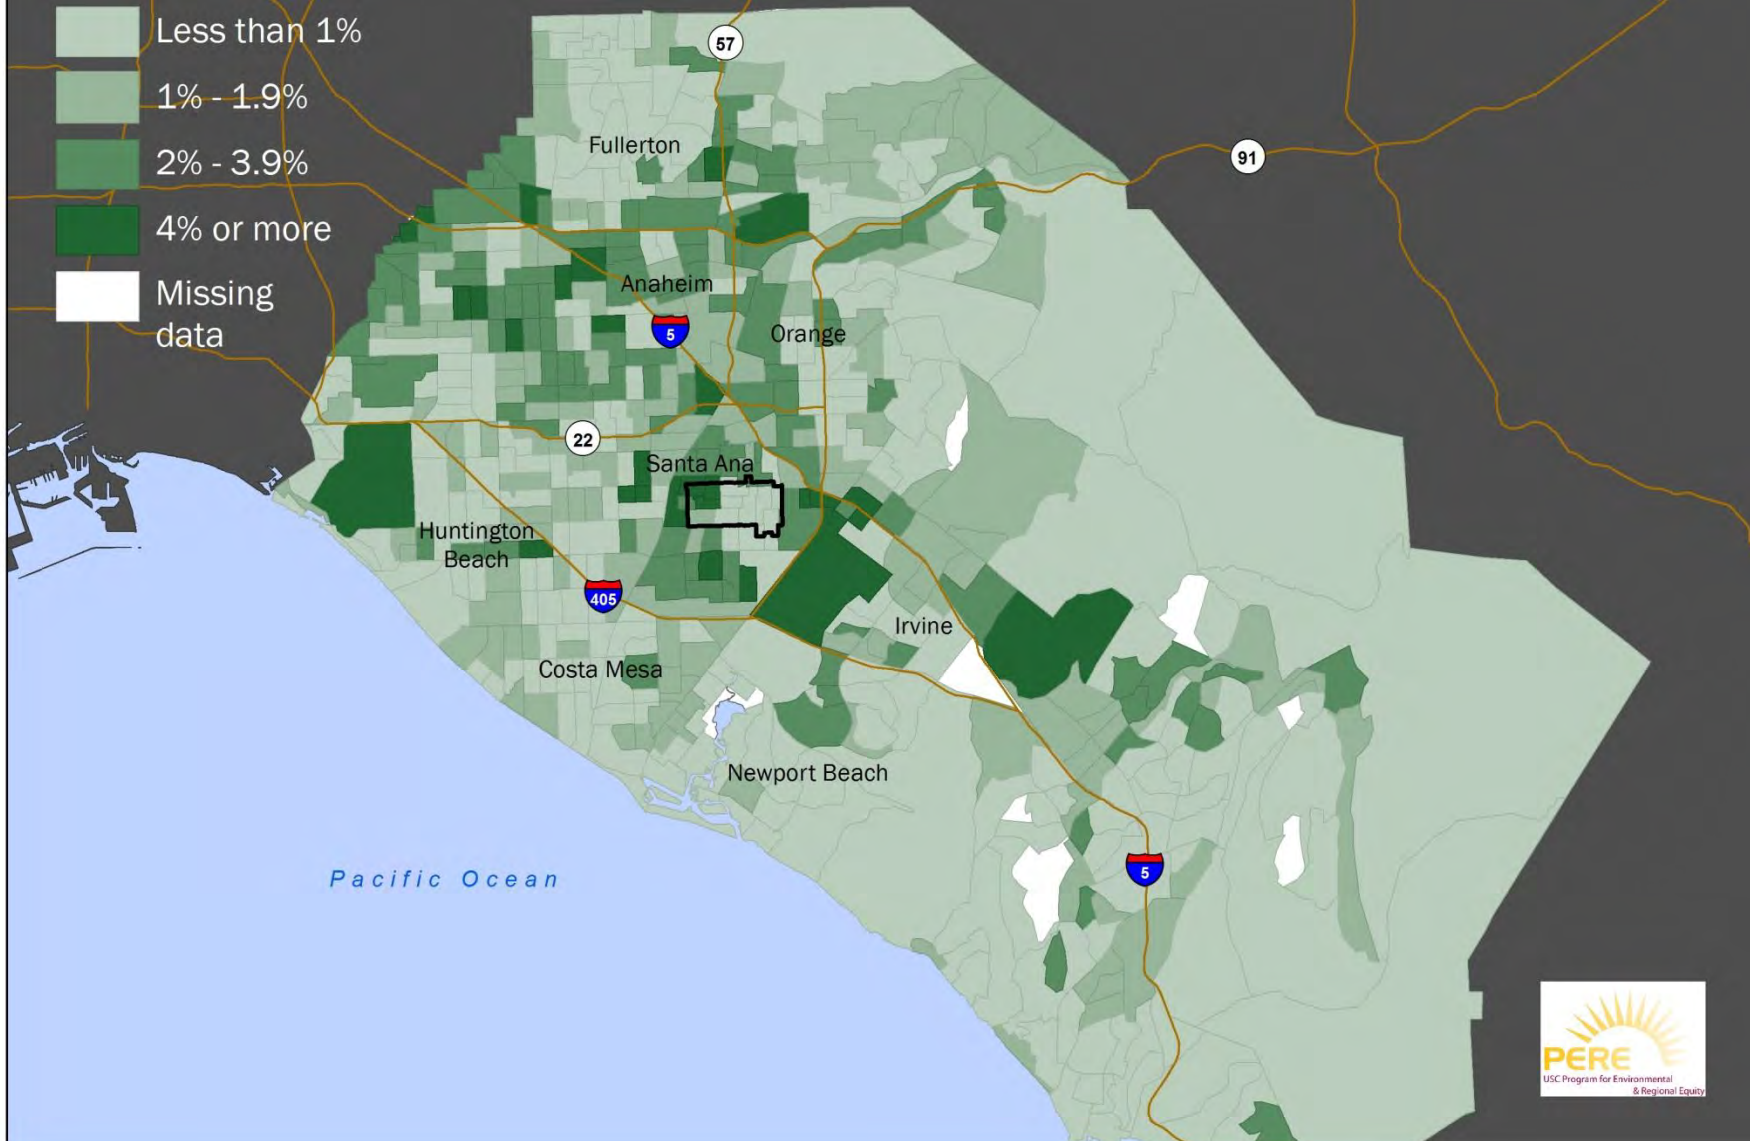 Less than 1%
1% - 1.9%
2% - 3.9%
4% or more
Missing
data
57
91
Fullerton
Anaheim
5
Orange
22
Santa Ana
Huntington
Beach
405
Irvine
Costa Mesa
Newport Beach
5
Pacific Ocean
PERE
USC Program for Environmental
& Regional Equity